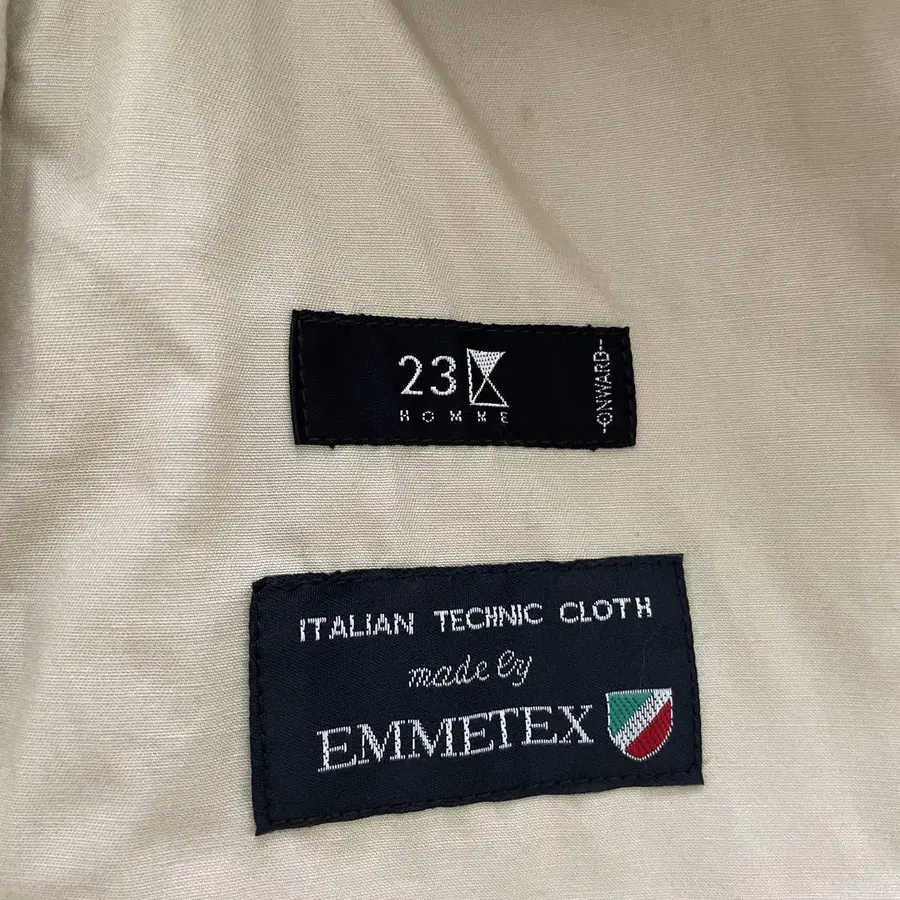 23
HOMME
ONWARD
ITALIAN TECHNIC CLOTH
made by
EMMETEX